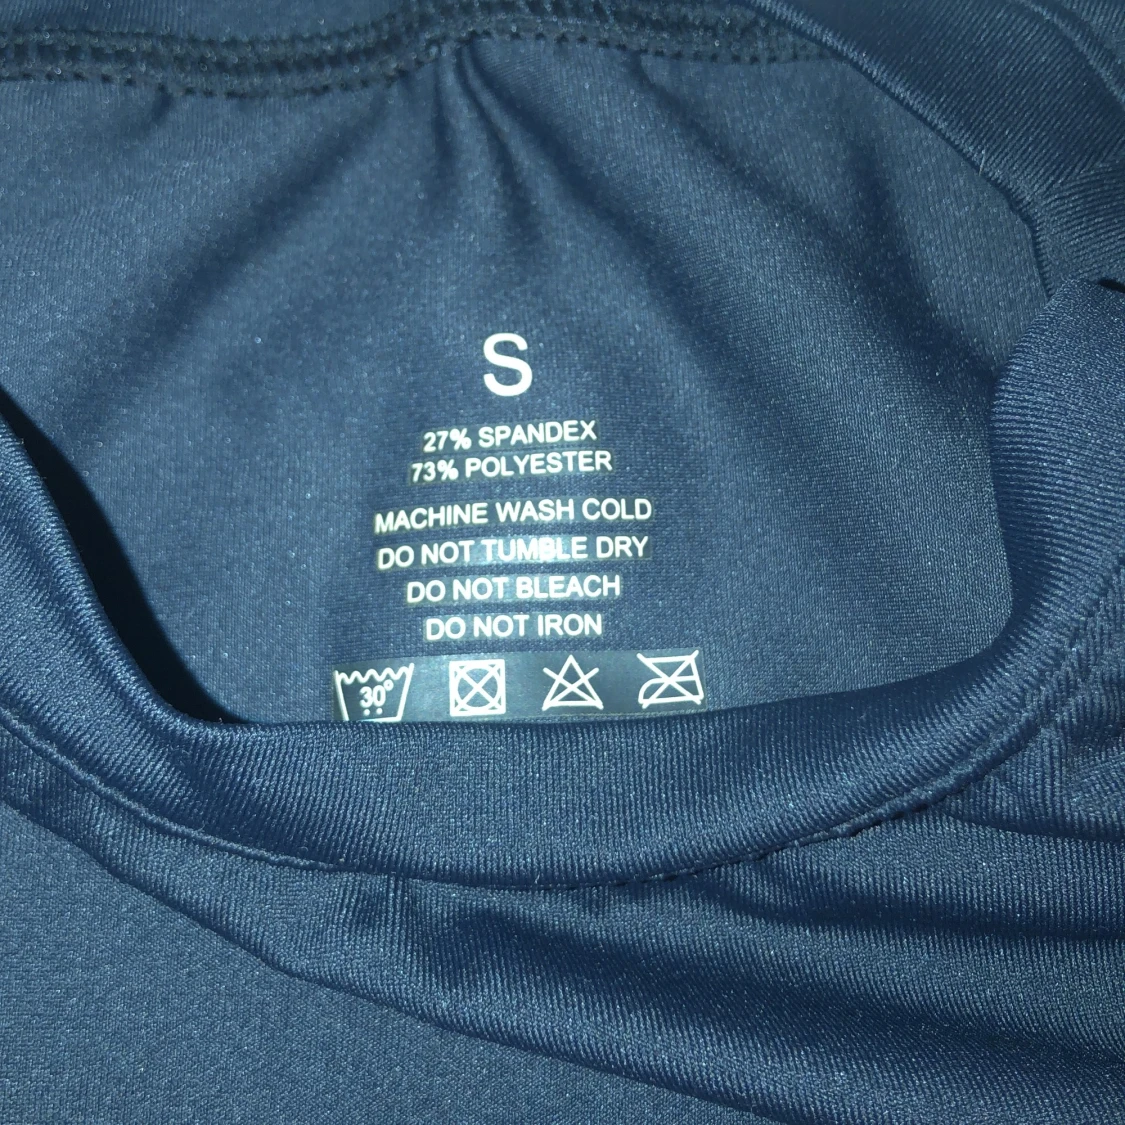 S
27% SPANDEX
73% POLYESTER
MACHINE WASH COLD
DO NOT TUMBLE DRY
DO NOT BLEACH
DO NOT IRON
30°